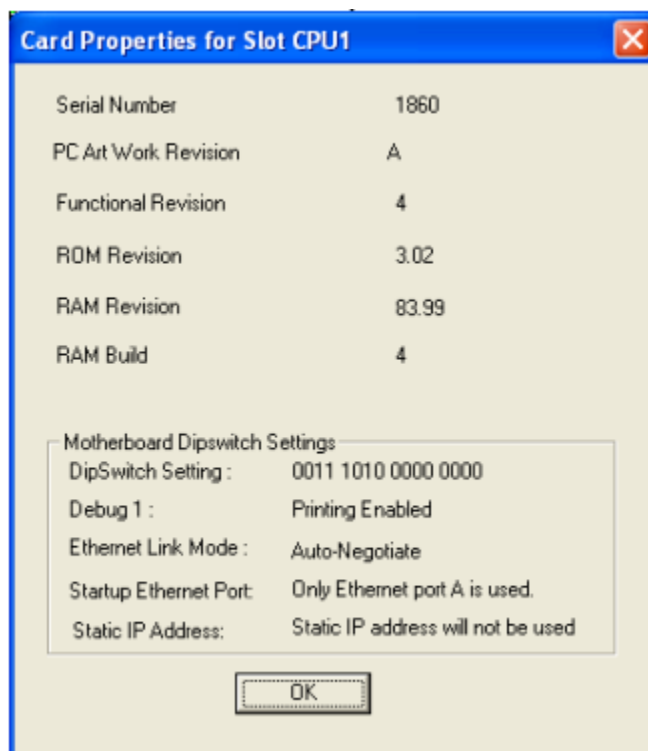 Card Properties for Slot CPU1
Serial Number 1860
PC Art Work Revision A
Functional Revision 4
ROM Revision 3.02
RAM Revision 83.99
RAM Build 4
Motherboard Dipswitch Settings
DipSwitch Setting : 0011 1010 0000 0000
Debug 1 : Printing Enabled
Ethernet Link Mode : Auto-Negotiate
Startup Ethernet Port: Only Ethernet port A is used.
Static IP Address: Static IP address will not be used
OK